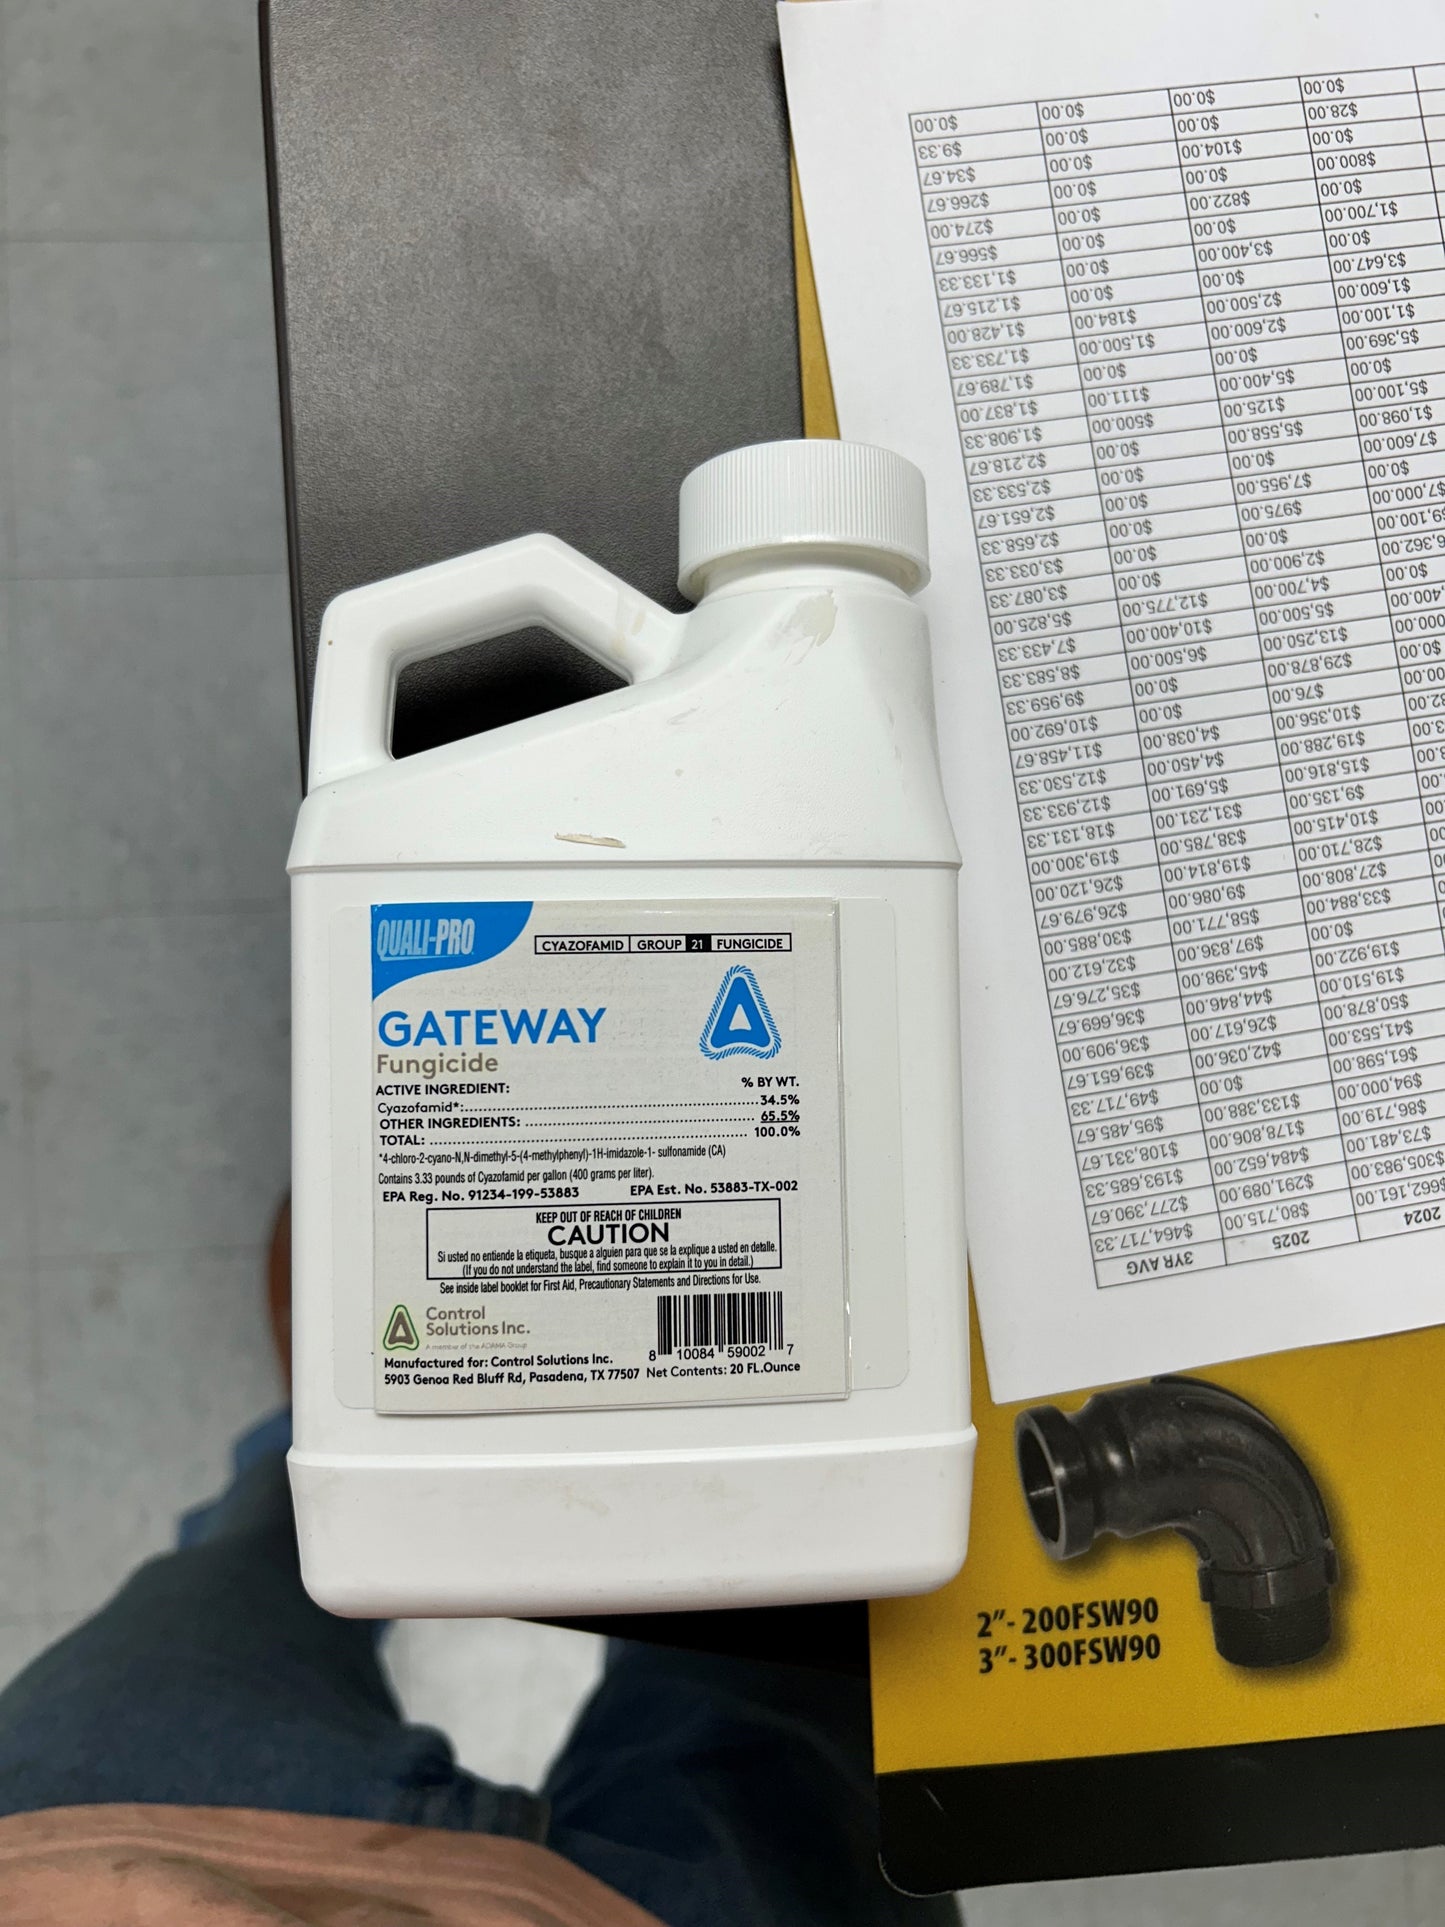 QUALI-PRO
CYAZOFAMID GROUP 21 FUNGICIDE
GATEWAY
Fungicide
ACTIVE INGREDIENT: % BY WT.
Cyazofamid*:..........34.5%
OTHER INGREDIENTS: ..........65.5%
TOTAL: ..........100.0%
*4-chloro-2-cyano-N,N-dimethyl-5-(4-methylphenyl)-1H-imidazole-1- sulfonamide (CA)
Contains 3.33 pounds of Cyazofamid per gallon (400 grams per liter).
EPA Reg. No. 91234-199-53883 EPA Est. No. 53883-TX-002
KEEP OUT OF REACH OF CHILDREN
CAUTION
Si usted no entiende la etiqueta, busque a alguien para que se la explique a usted en detalle.
(If you do not understand the label, find someone to explain it to you in detail.)
See inside label booklet for First Aid, Precautionary Statements and Directions for Use.
Control
Solutions Inc.
A member of the ADAMA Group
8 10084 59002 7
Manufactured for: Control Solutions Inc.
5903 Genoa Red Bluff Rd, Pasadena, TX 77507 Net Contents: 20 FL.Ounce
3YR AVG 2025 2024
$464,717.33 $80,715.00 $662,161.00
$277,390.67 $291,089.00 $305,983.00
$193,685.33 $484,652.00 $73,481.00
$108,331.67 $178,806.00 $86,719.00
$95,485.67 $133,388.00 $94,000.00
$49,717.33 $0.00 $61,598.00
$39,651.67 $42,036.00 $41,553.00
$36,909.00 $26,617.00 $50,878.00
$36,669.67 $44,846.00 $19,510.00
$35,276.67 $45,398.00 $19,922.00
$32,612.00 $97,836.00 $0.00
$30,885.00 $58,771.00 $33,884.00
$26,979.67 $9,086.00 $27,808.00
$26,120.00 $19,814.00 $28,710.00
$19,300.00 $38,785.00 $10,415.00
$18,131.33 $31,231.00 $9,135.00
$12,933.33 $5,691.00 $15,816.00
$12,530.33 $4,450.00 $19,288.00
$11,458.67 $4,038.00 $10,356.00
$10,692.00 $0.00 $76.00
$9,959.33 $0.00 $29,878.00
$8,583.33 $6,500.00 $13,250.00
$7,433.33 $10,400.00 $5,500.00
$5,825.00 $12,775.00 $4,700.00
$3,087.33 $0.00 $2,900.00
$3,033.33 $0.00 $0.00
$2,658.33 $0.00 $975.00
$2,651.67 $0.00 $7,955.00
$2,533.33 $0.00 $0.00 $7,600.00
$2,218.67 $0.00 $5,558.00 $1,098.00
$1,908.33 $500.00 $125.00 $5,100.00
$1,837.00 $111.00 $5,400.00 $0.00
$1,789.67 $0.00 $0.00 $5,369.00
$1,733.33 $1,500.00 $2,600.00 $1,100.00
$1,428.00 $184.00 $2,500.00 $1,600.00
$1,215.67 $0.00 $0.00 $3,647.00
$1,133.33 $0.00 $3,400.00 $0.00
$566.67 $0.00 $0.00 $1,700.00
$274.00 $0.00 $822.00 $0.00
$266.67 $0.00 $0.00 $800.00
$34.67 $0.00 $104.00 $0.00
$9.33 $0.00 $0.00 $28.00
$0.00 $0.00 $0.00 $0.00
2"- 200FSW90
3"- 300FSW90